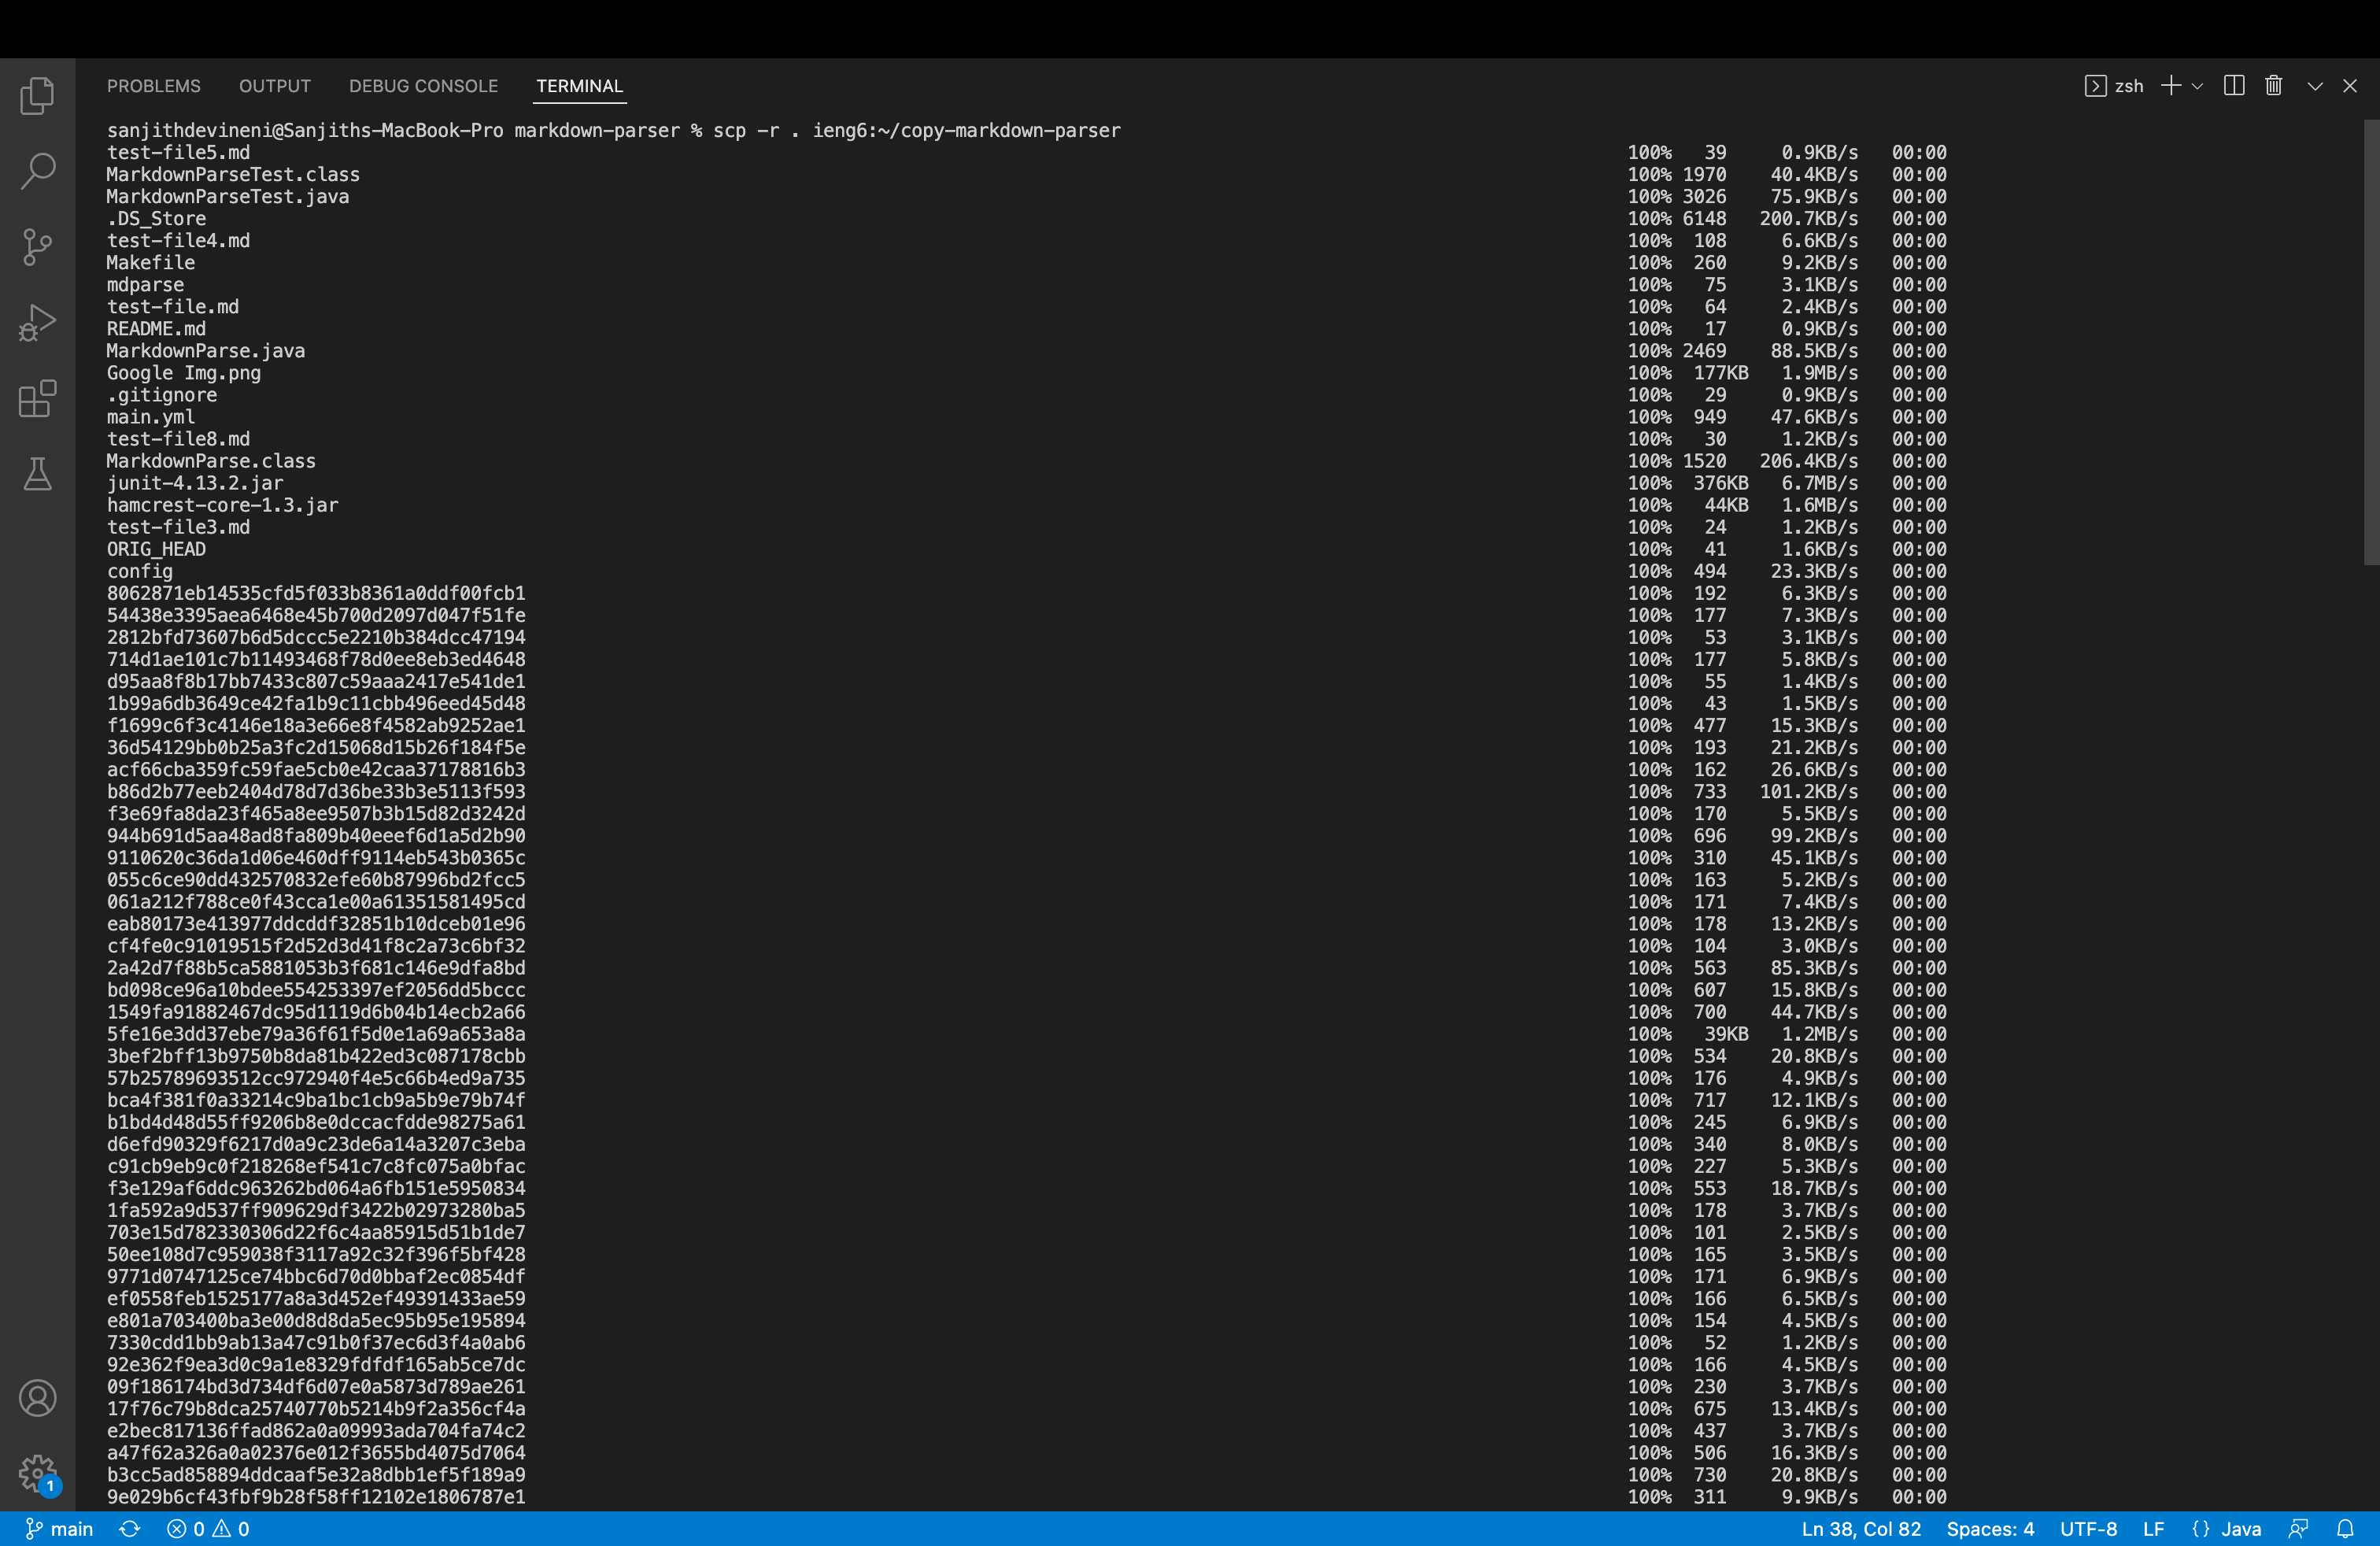 PROBLEMS OUTPUT DEBUG CONSOLE TERMINAL zsh
sanjithdevineni@Sanjiths-MacBook-Pro markdown-parser % scp -r . ieng6:~/copy-markdown-parser
test-file5.md 100% 39 0.9KB/s 00:00
MarkdownParseTest.class 100% 1970 40.4KB/s 00:00
MarkdownParseTest.java 100% 3026 75.9KB/s 00:00
.DS_Store 100% 6148 200.7KB/s 00:00
test-file4.md 100% 108 6.6KB/s 00:00
Makefile 100% 260 9.2KB/s 00:00
mdparse 100% 75 3.1KB/s 00:00
test-file.md 100% 64 2.4KB/s 00:00
README.md 100% 17 0.9KB/s 00:00
MarkdownParse.java 100% 2469 88.5KB/s 00:00
Google Img.png 100% 177KB 1.9MB/s 00:00
.gitignore 100% 29 0.9KB/s 00:00
main.yml 100% 949 47.6KB/s 00:00
test-file8.md 100% 30 1.2KB/s 00:00
MarkdownParse.class 100% 1520 206.4KB/s 00:00
junit-4.13.2.jar 100% 376KB 6.7MB/s 00:00
hamcrest-core-1.3.jar 100% 44KB 1.6MB/s 00:00
test-file3.md 100% 24 1.2KB/s 00:00
ORIG_HEAD 100% 41 1.6KB/s 00:00
config 100% 494 23.3KB/s 00:00
8062871eb14535cfd5f033b8361a0ddf00fcb1 100% 192 6.3KB/s 00:00
54438e3395aea6468e45b700d2097d047f51fe 100% 177 7.3KB/s 00:00
2812bfd73607b6d5dccc5e2210b384dcc47194 100% 53 3.1KB/s 00:00
714d1ae101c7b11493468f78d0ee8eb3ed4648 100% 177 5.8KB/s 00:00
d95aa8f8b17bb7433c807c59aaa2417e541de1 100% 55 1.4KB/s 00:00
1b99a6db3649ce42fa1b9c11cbb496eed45d48 100% 43 1.5KB/s 00:00
f1699c6f3c4146e18a3e66e8f4582ab9252ae1 100% 477 15.3KB/s 00:00
36d54129bb0b25a3fc2d15068d15b26f184f5e 100% 193 21.2KB/s 00:00
acf66cba359fc59fae5cb0e42caa37178816b3 100% 162 26.6KB/s 00:00
b86d2b77eeb2404d78d7d36be33b3e5113f593 100% 733 101.2KB/s 00:00
f3e69fa8da23f465a8ee9507b3b15d82d3242d 100% 170 5.5KB/s 00:00
944b691d5aa48ad8fa809b40eeef6d1a5d2b90 100% 696 99.2KB/s 00:00
9110620c36da1d06e460dff9114eb543b0365c 100% 310 45.1KB/s 00:00
055c6ce90dd432570832efe60b87996bd2fcc5 100% 163 5.2KB/s 00:00
061a212f788ce0f43cca1e00a61351581495cd 100% 171 7.4KB/s 00:00
eab80173e413977ddcddf32851b10dceb01e96 100% 178 13.2KB/s 00:00
cf4fe0c91019515f2d52d3d41f8c2a73c6bf32 100% 104 3.0KB/s 00:00
2a42d7f88b5ca5881053b3f681c146e9dfa8bd 100% 563 85.3KB/s 00:00
bd098ce96a10bdee554253397ef2056dd5bccc 100% 607 15.8KB/s 00:00
1549fa91882467dc95d1119d6b04b14ecb2a66 100% 700 44.7KB/s 00:00
5fe16e3dd37ebe79a36f61f5d0e1a69a653a8a 100% 39KB 1.2MB/s 00:00
3bef2bff13b9750b8da81b422ed3c087178cbb 100% 534 20.8KB/s 00:00
57b25789693512cc972940f4e5c66b4ed9a735 100% 176 4.9KB/s 00:00
bca4f381f0a33214c9ba1bc1cb9a5b9e79b74f 100% 717 12.1KB/s 00:00
b1bd4d48d55ff9206b8e0dccacfdde98275a61 100% 245 6.9KB/s 00:00
d6efd90329f6217d0a9c23de6a14a3207c3eba 100% 340 8.0KB/s 00:00
c91cb9eb9c0f218268ef541c7c8fc075a0bfac 100% 227 5.3KB/s 00:00
f3e129af6ddc963262bd064a6fb151e5950834 100% 553 18.7KB/s 00:00
1fa592a9d537ff909629df3422b02973280ba5 100% 178 3.7KB/s 00:00
703e15d782330306d22f6c4aa85915d51b1de7 100% 101 2.5KB/s 00:00
50ee108d7c959038f3117a92c32f396f5bf428 100% 165 3.5KB/s 00:00
9771d0747125ce74bbc6d70d0bbaf2ec0854df 100% 171 6.9KB/s 00:00
ef0558feb1525177a8a3d452ef49391433ae59 100% 166 6.5KB/s 00:00
e801a703400ba3e00d8d8da5ec95b95e195894 100% 154 4.5KB/s 00:00
7330cdd1bb9ab13a47c91b0f37ec6d3f4a0ab6 100% 52 1.2KB/s 00:00
92e362f9ea3d0c9a1e8329fdfdf165ab5ce7dc 100% 166 4.5KB/s 00:00
09f186174bd3d734df6d07e0a5873d789ae261 100% 230 3.7KB/s 00:00
17f76c79b8dca25740770b5214b9f2a356cf4a 100% 675 13.4KB/s 00:00
e2bec817136ffad862a0a09993ada704fa74c2 100% 437 3.7KB/s 00:00
a47f62a326a0a02376e012f3655bd4075d7064 100% 506 16.3KB/s 00:00
b3cc5ad858894ddcaaf5e32a8dbb1ef5f189a9 100% 730 20.8KB/s 00:00
9e029b6cf43fbf9b28f58ff12102e1806787e1 100% 311 9.9KB/s 00:00
1
main 0 0 Ln 38, Col 82 Spaces: 4 UTF-8 LF {} Java